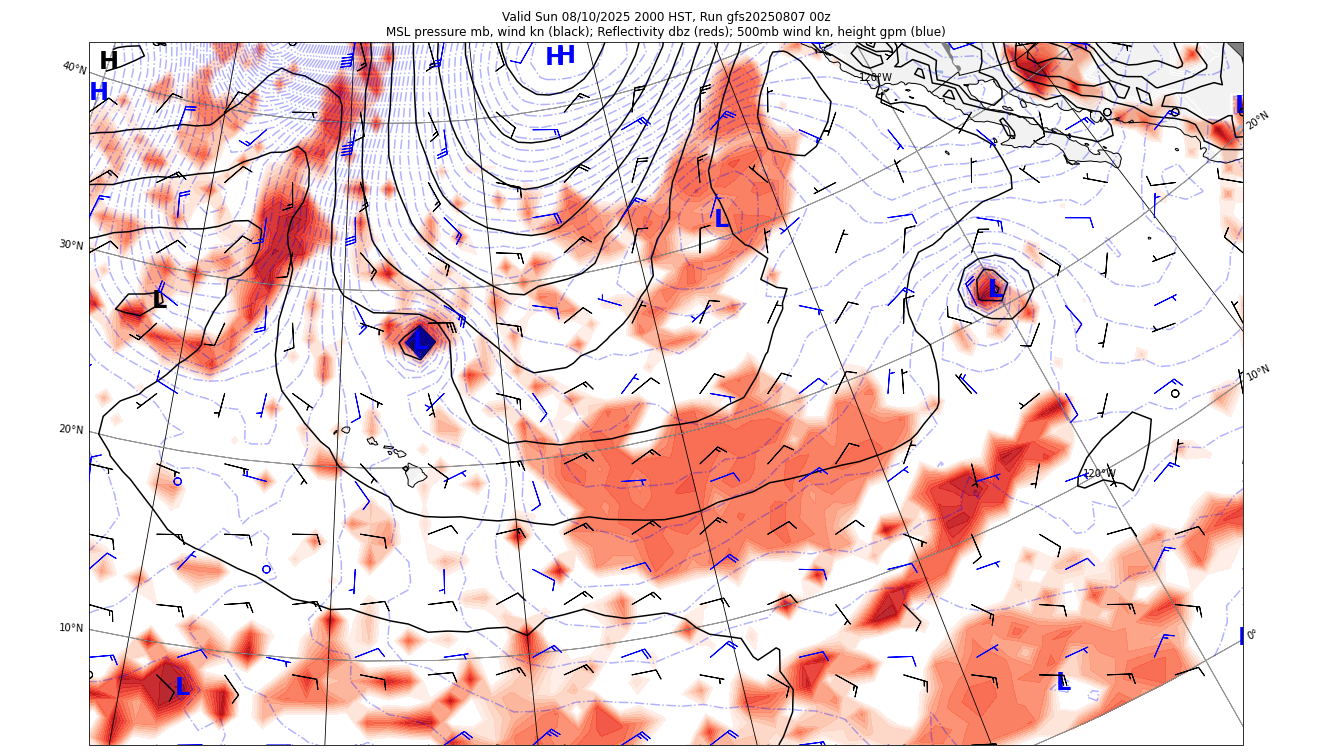 Valid Sun 08/10/2025 2000 HST, Run gfs20250807 00z
MSL pressure mb, wind kn (black); Reflectivity dbz (reds); 500mb wind kn, height gpm (blue)
H
H
H
H
40°N
120°W
20°N
L
30°N
L
L
L
10°N
20°N
120°W
10°N
0°
L
L